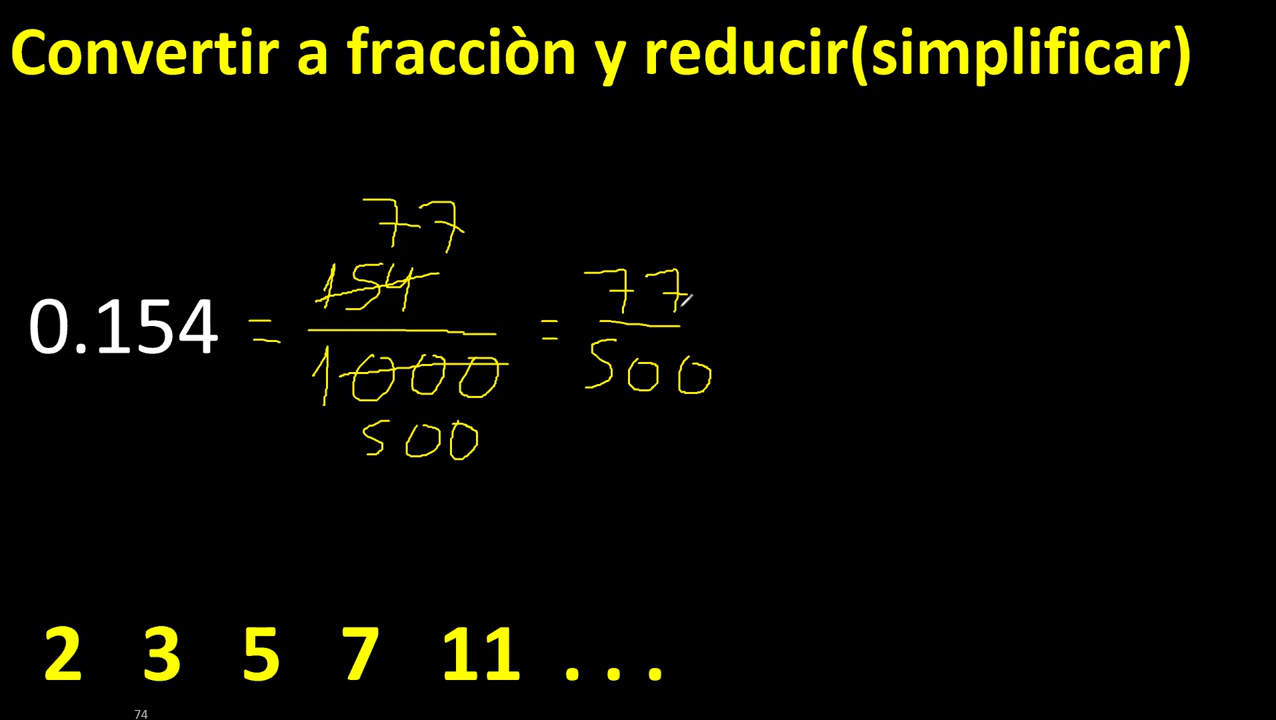 Convertir a fracciòn y reducir(simplificar)
77
154
77
0.154 = =
1000
500
500
2 3 5 7 11 . . .
74